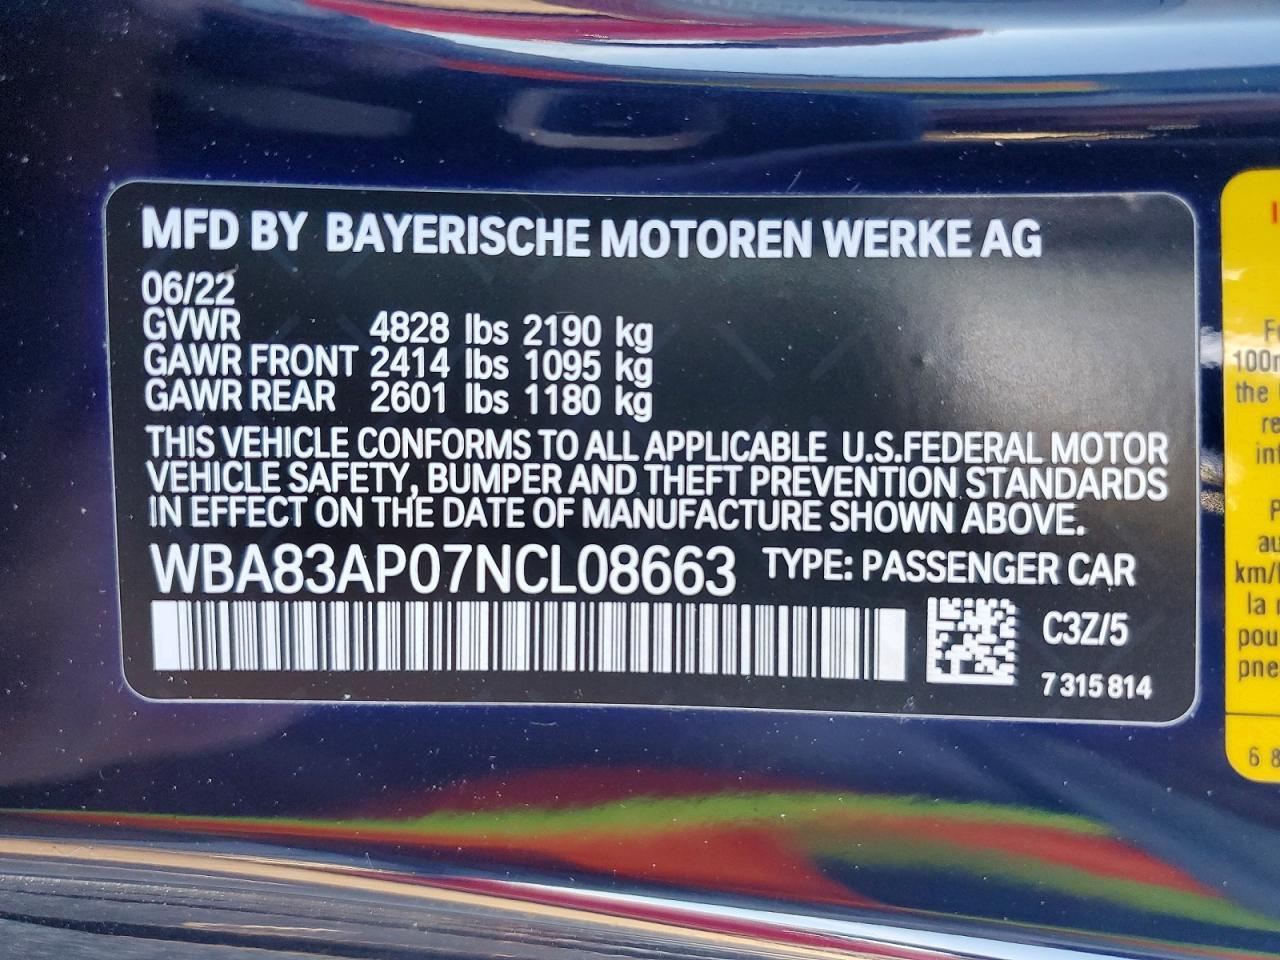 MFD BY BAYERISCHE MOTOREN WERKE AG
06/22
GVWR 4828 lbs 2190 kg
GAWR FRONT 2414 lbs 1095 kg
GAWR REAR 2601 lbs 1180 kg
THIS VEHICLE CONFORMS TO ALL APPLICABLE U.S.FEDERAL MOTOR
VEHICLE SAFETY, BUMPER AND THEFT PREVENTION STANDARDS
IN EFFECT ON THE DATE OF MANUFACTURE SHOWN ABOVE.
WBA83AP07NCL08663 TYPE: PASSENGER CAR
C3Z/5
7 315 814
the
la